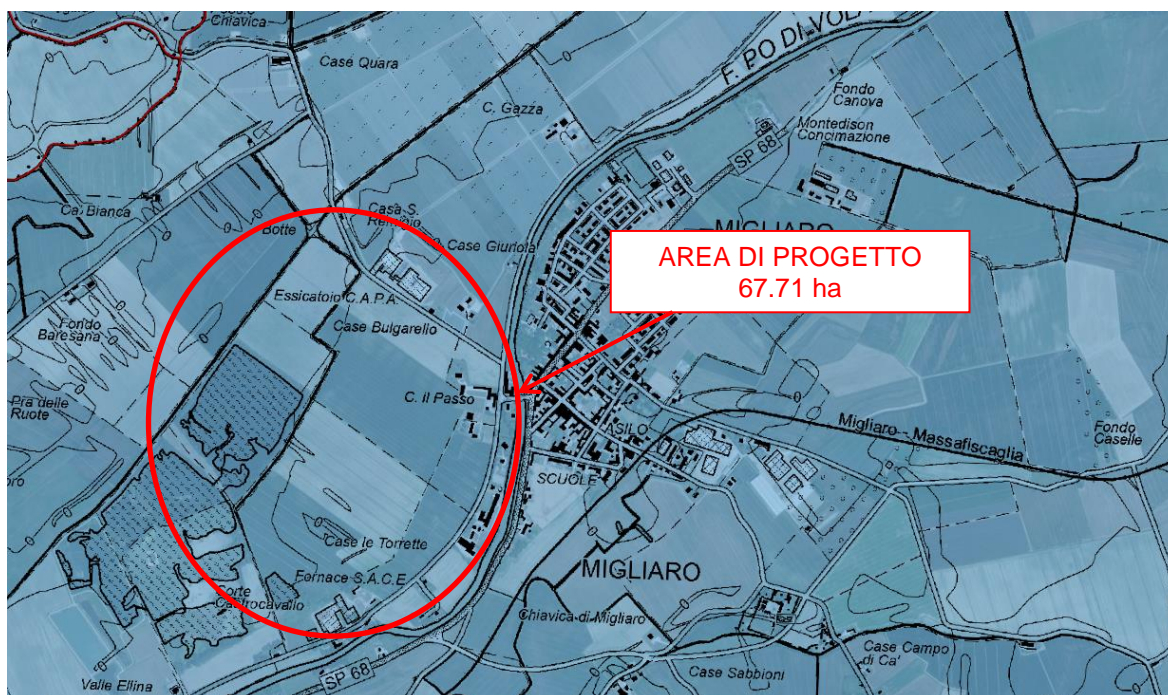 Chiavica
Case Quara
F. PO DI VOL
C. Gazza
Fondo
Canova
Montedison
Concimazione
SP 68
Ca. Bianca
Botte
Casa S.
Remigio
Case Giuriola
MIGLIARO
AREA DI PROGETTO
67.71 ha
Essicatoio C.A.P.A.
Case Bulgarello
Fondo
Baresana
Pra delle
Ruote
C. Il Passo
ASILO
Migliaro - Massafiscaglia
Fondo
Caselle
SCUOLE
Case le Torrette
Fornace S.A.C.E.
MIGLIARO
Corte
Chiavica di Migliaro
Case Campo
di Ca'
Case Sabbioni
Valle Ellina
SP 68